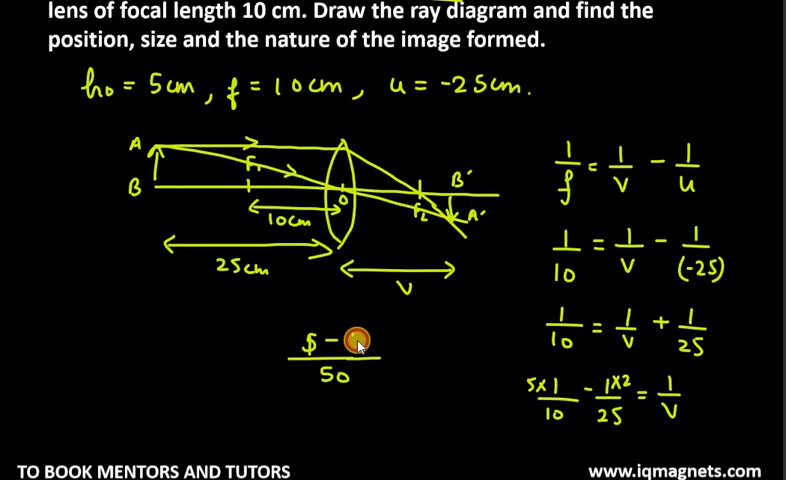 lens of focal length 10 cm. Draw the ray diagram and find the
position, size and the nature of the image formed.
ho = 5cm, f = 10cm, u = -25cm.
A
B
F₁
O
F₂
B'
A'
10cm
25cm
V
1/f = 1/v - 1/u
1/10 = 1/v - 1/(-25)
1/10 = 1/v + 1/25
5×1/10 - 1×2/25 = 1/v
5 -
50
TO BOOK MENTORS AND TUTORS
www.iqmagnets.com